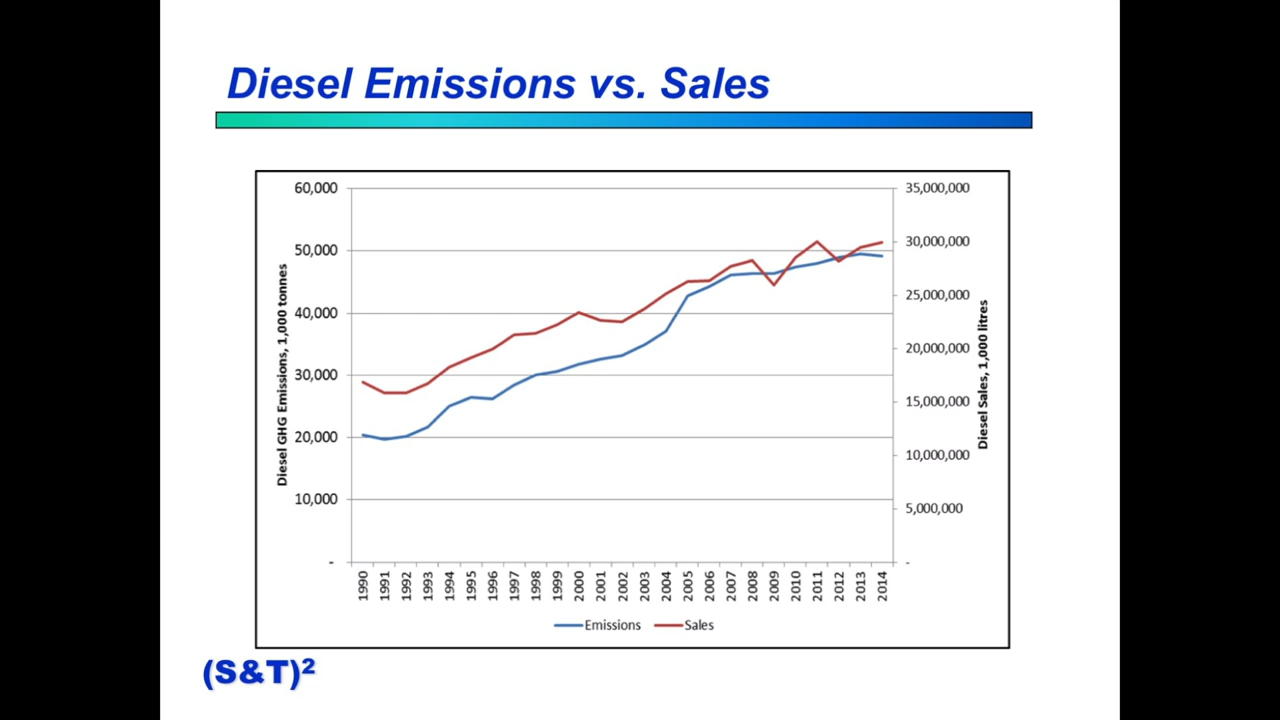 Diesel Emissions vs. Sales
60,000
50,000
40,000
30,000
20,000
10,000
-
Diesel GHG Emissions, 1,000 tonnes
35,000,000
30,000,000
25,000,000
20,000,000
15,000,000
10,000,000
5,000,000
-
Diesel Sales, 1,000 litres
1990 1991 1992 1993 1994 1995 1996 1997 1998 1999 2000 2001 2002 2003 2004 2005 2006 2007 2008 2009 2010 2011 2012 2013 2014
Emissions Sales
(S&T)²